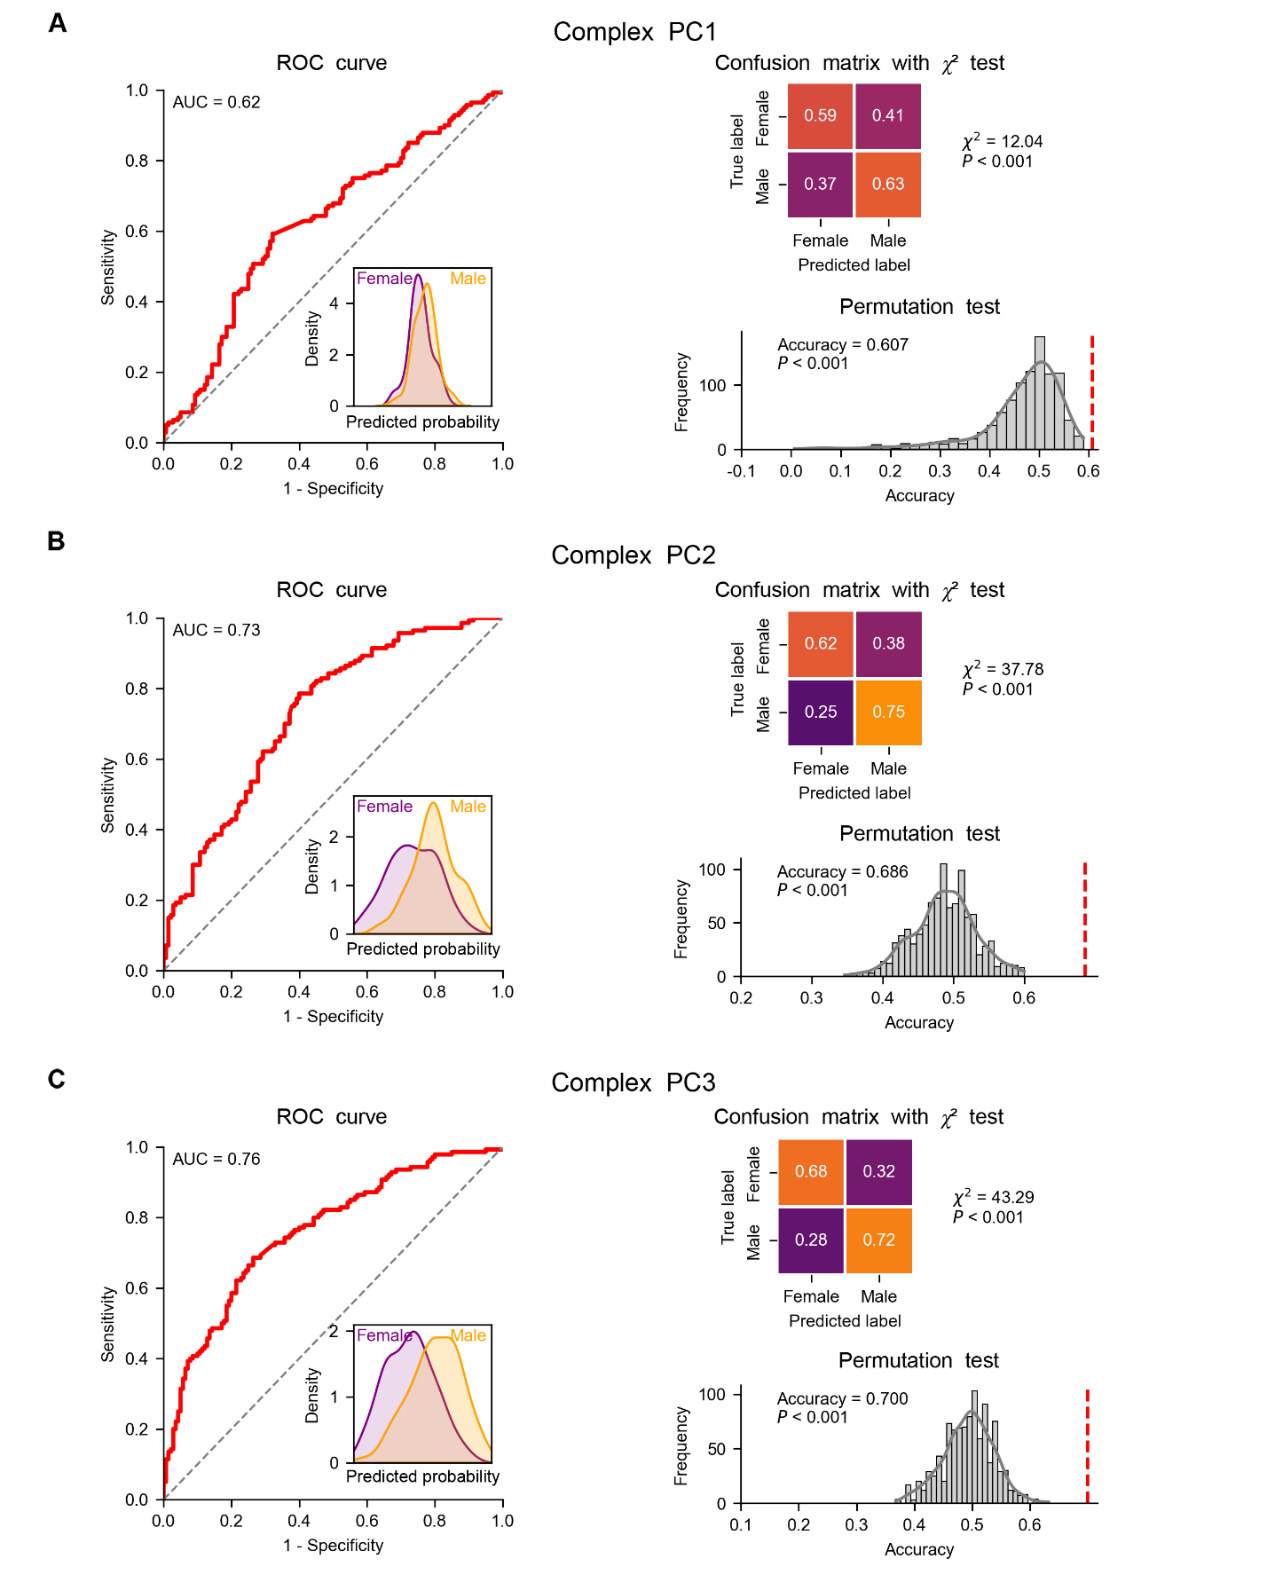 A
Complex PC1
ROC curve
AUC = 0.62
1.0
0.8
0.6
0.4
0.2
0.0
Sensitivity
0.0 0.2 0.4 0.6 0.8 1.0
1 - Specificity
Female Male
4
2
0
Density
Predicted probability
Confusion matrix with χ² test
True label
Female
Male
0.59 0.41
0.37 0.63
Female Male
Predicted label
χ² = 12.04
P < 0.001
Permutation test
Accuracy = 0.607
P < 0.001
Frequency
100
0
-0.1 0.0 0.1 0.2 0.3 0.4 0.5 0.6
Accuracy
B
Complex PC2
ROC curve
AUC = 0.73
1.0
0.8
0.6
0.4
0.2
0.0
Sensitivity
0.0 0.2 0.4 0.6 0.8 1.0
1 - Specificity
Female Male
2
1
0
Density
Predicted probability
Confusion matrix with χ² test
True label
Female
Male
0.62 0.38
0.25 0.75
Female Male
Predicted label
χ² = 37.78
P < 0.001
Permutation test
Accuracy = 0.686
P < 0.001
Frequency
100
50
0
0.2 0.3 0.4 0.5 0.6
Accuracy
C
Complex PC3
ROC curve
AUC = 0.76
1.0
0.8
0.6
0.4
0.2
0.0
Sensitivity
0.0 0.2 0.4 0.6 0.8 1.0
1 - Specificity
Female Male
2
1
0
Density
Predicted probability
Confusion matrix with χ² test
True label
Female
Male
0.68 0.32
0.28 0.72
Female Male
Predicted label
χ² = 43.29
P < 0.001
Permutation test
Accuracy = 0.700
P < 0.001
Frequency
100
50
0
0.1 0.2 0.3 0.4 0.5 0.6
Accuracy